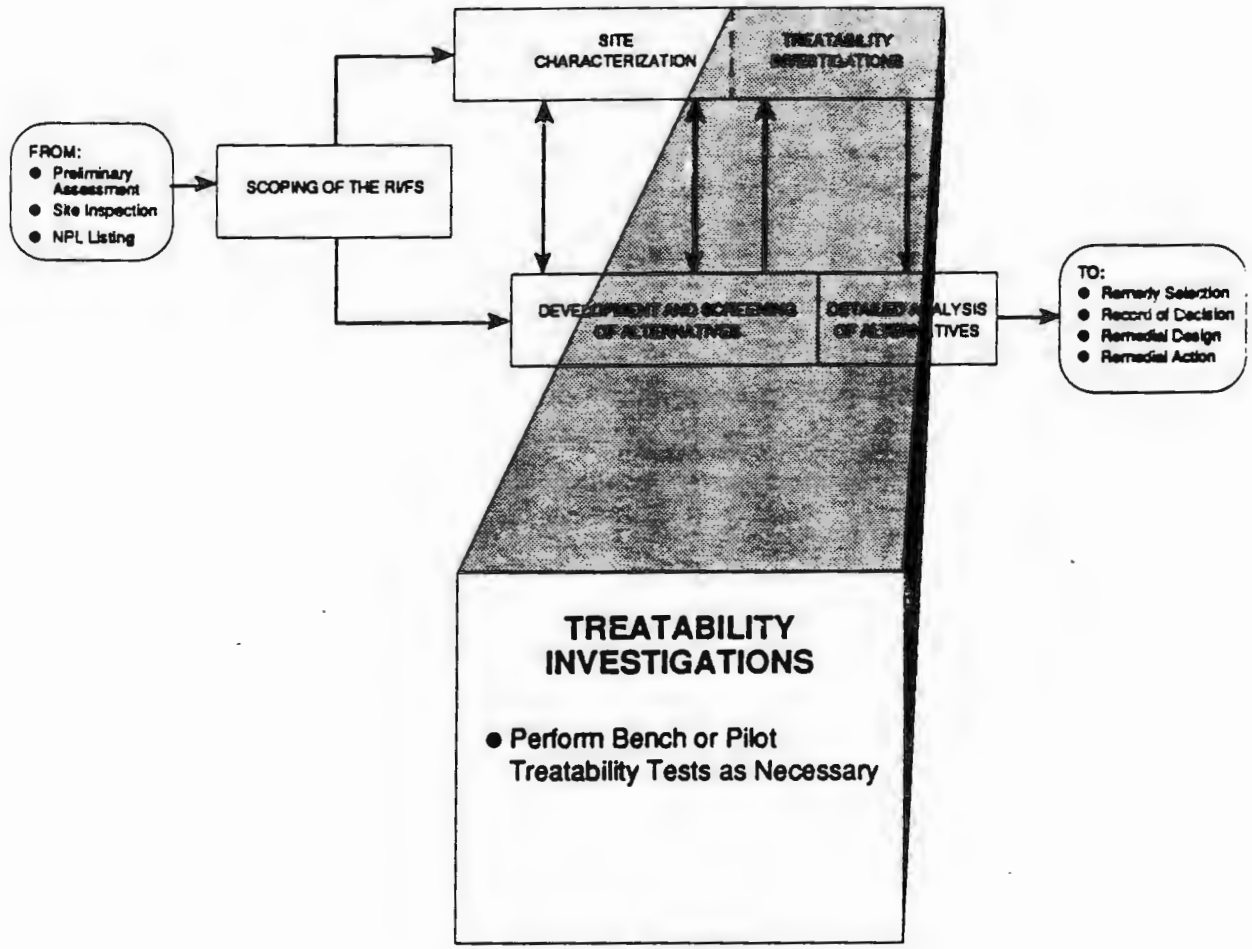 SITE
CHARACTERIZATION
TREATABILITY
INVESTIGATIONS
FROM:
● Preliminary
Assessment
● Site Inspection
● NPL Listing
SCOPING OF THE RI/FS
DEVELOPMENT AND SCREENING
OF ALTERNATIVES
DETAILED ANALYSIS
OF ALTERNATIVES
TO:
● Remedy Selection
● Record of Decision
● Remedial Design
● Remedial Action
TREATABILITY
INVESTIGATIONS
● Perform Bench or Pilot
Treatability Tests as Necessary